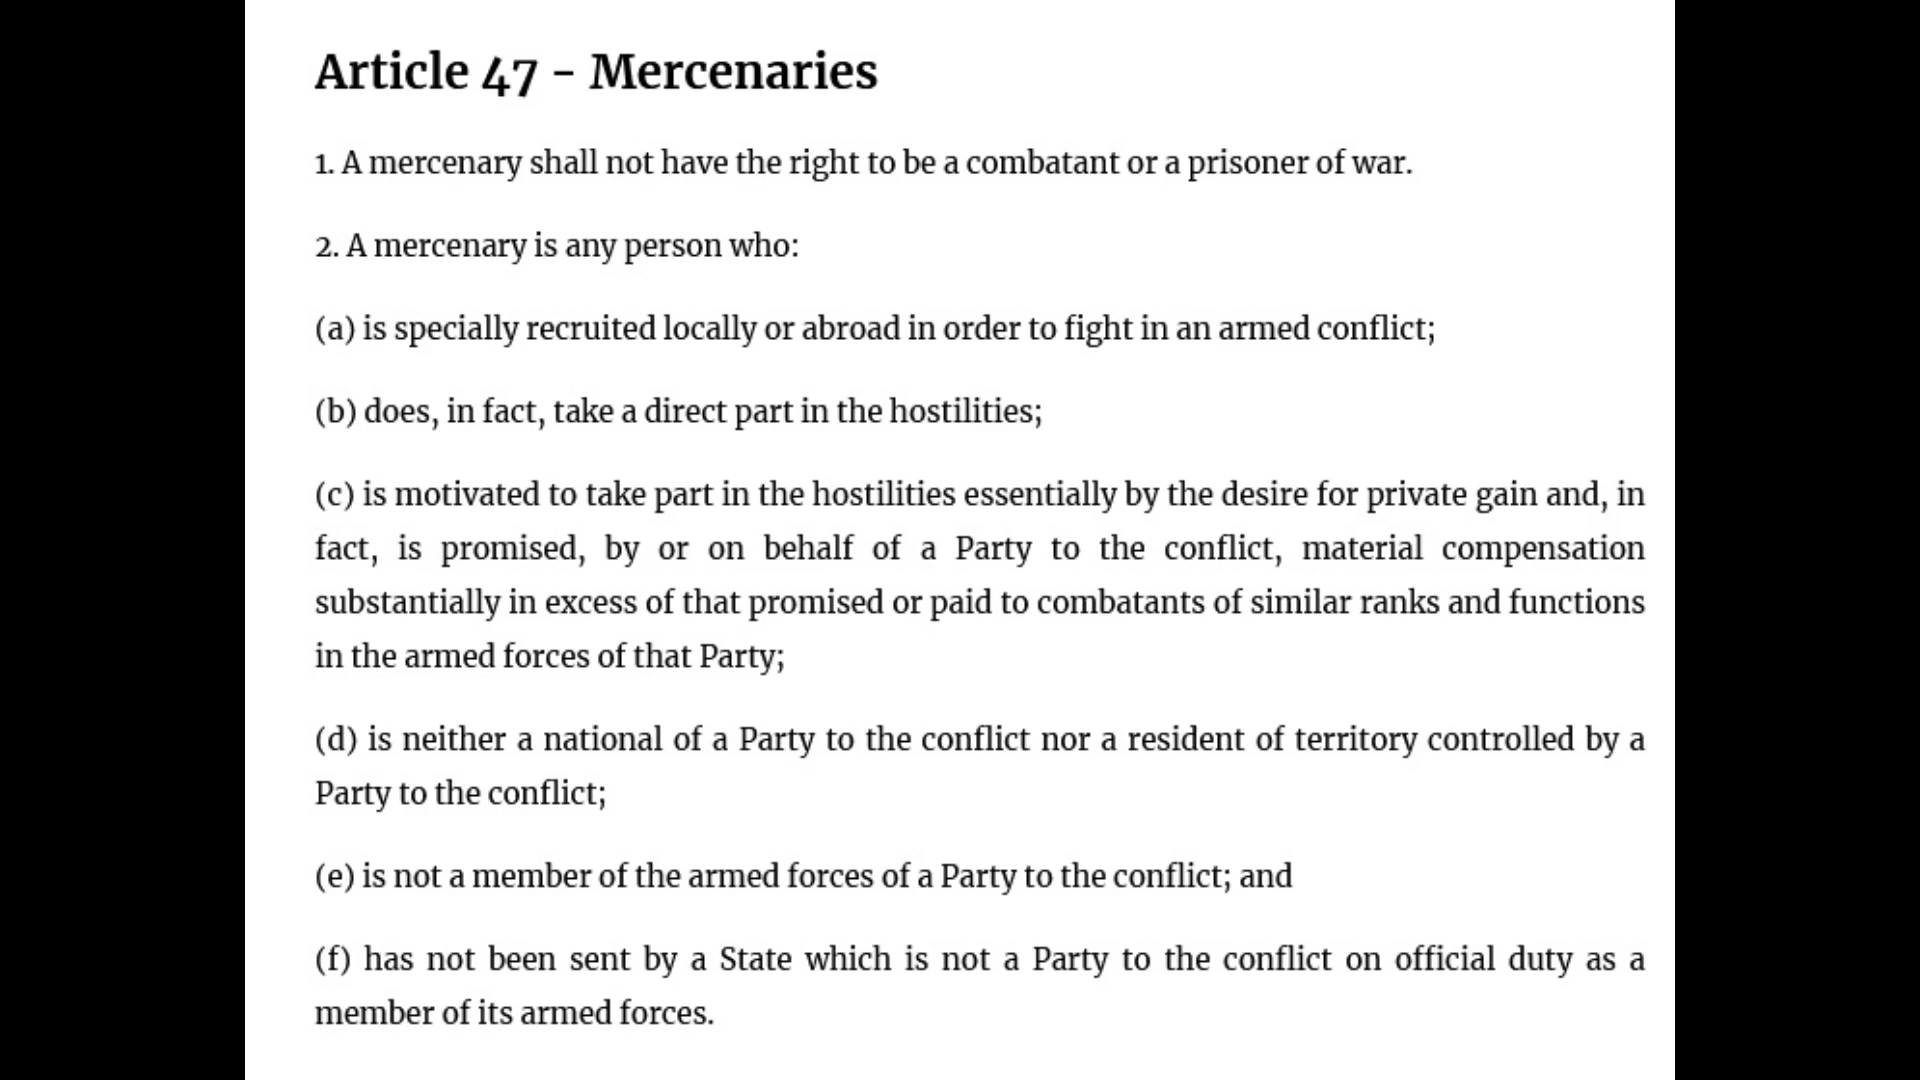 Article 47 - Mercenaries
1. A mercenary shall not have the right to be a combatant or a prisoner of war.
2. A mercenary is any person who:
(a) is specially recruited locally or abroad in order to fight in an armed conflict;
(b) does, in fact, take a direct part in the hostilities;
(c) is motivated to take part in the hostilities essentially by the desire for private gain and, in
fact, is promised, by or on behalf of a Party to the conflict, material compensation
substantially in excess of that promised or paid to combatants of similar ranks and functions
in the armed forces of that Party;
(d) is neither a national of a Party to the conflict nor a resident of territory controlled by a
Party to the conflict;
(e) is not a member of the armed forces of a Party to the conflict; and
(f) has not been sent by a State which is not a Party to the conflict on official duty as a
member of its armed forces.